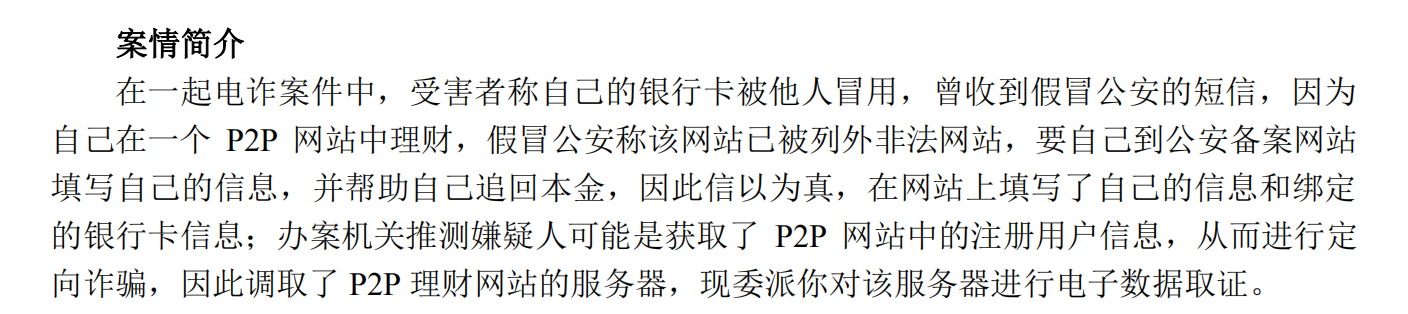 案情简介
在一起电诈案件中，受害者称自己的银行卡被他人冒用，曾收到假冒公安的短信，因为
自己在一个 P2P 网站中理财，假冒公安称该网站已被列外非法网站，要自己到公安备案网站
填写自己的信息，并帮助自己追回本金，因此信以为真，在网站上填写了自己的信息和绑定
的银行卡信息；办案机关推测嫌疑人可能是获取了 P2P 网站中的注册用户信息，从而进行定
向诈骗，因此调取了 P2P 理财网站的服务器，现委派你对该服务器进行电子数据取证。